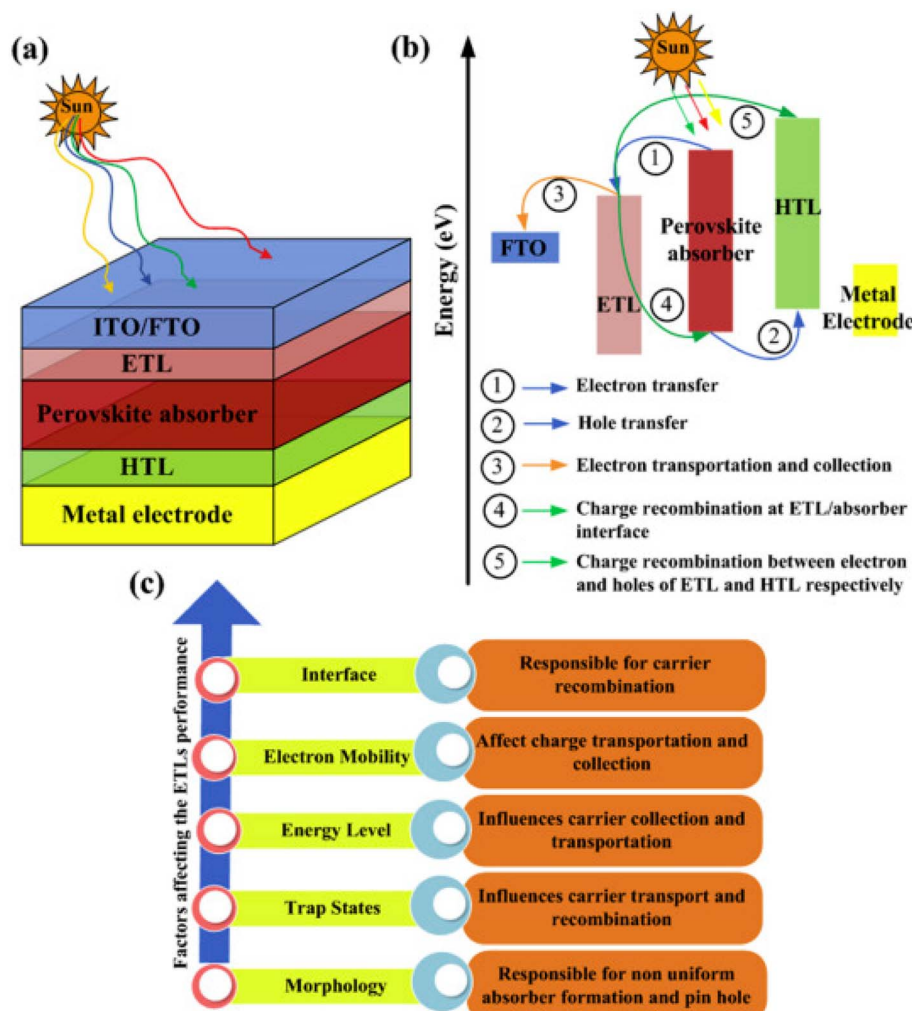 (a)
Sun
ITO/FTO
ETL
Perovskite absorber
HTL
Metal electrode
(b)
Energy (eV)
Sun
5
1
3
HTL
FTO
Perovskite
absorber
ETL
4
Metal
Electrode
2
1 Electron transfer
2 Hole transfer
3 Electron transportation and collection
4 Charge recombination at ETL/absorber
interface
5 Charge recombination between electron
and holes of ETL and HTL respectively
(c)
Factors affecting the ETLs performance
Interface
Responsible for carrier
recombination
Electron Mobility
Affect charge transportation and
collection
Energy Level
Influences carrier collection and
transportation
Trap States
Influences carrier transport and
recombination
Morphology
Responsible for non uniform
absorber formation and pin hole